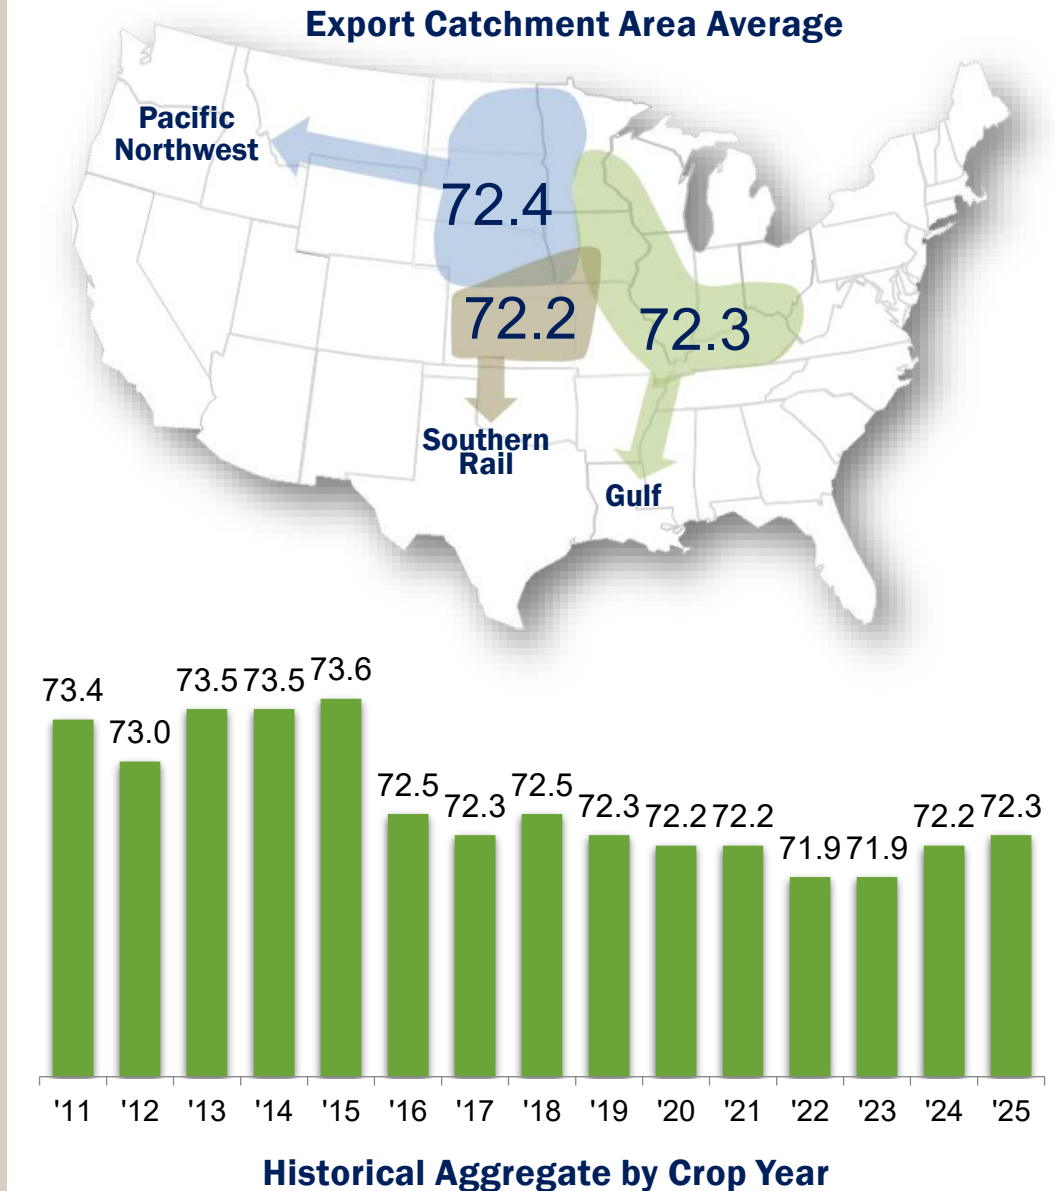 Export Catchment Area Average
Pacific
Northwest
72.4
72.2
72.3
Southern
Rail
Gulf
73.4
73.0
73.5
73.5
73.6
72.5
72.3
72.5
72.3
72.2
72.2
71.9
71.9
72.2
72.3
'11 '12 '13 '14 '15 '16 '17 '18 '19 '20 '21 '22 '23 '24 '25
Historical Aggregate by Crop Year